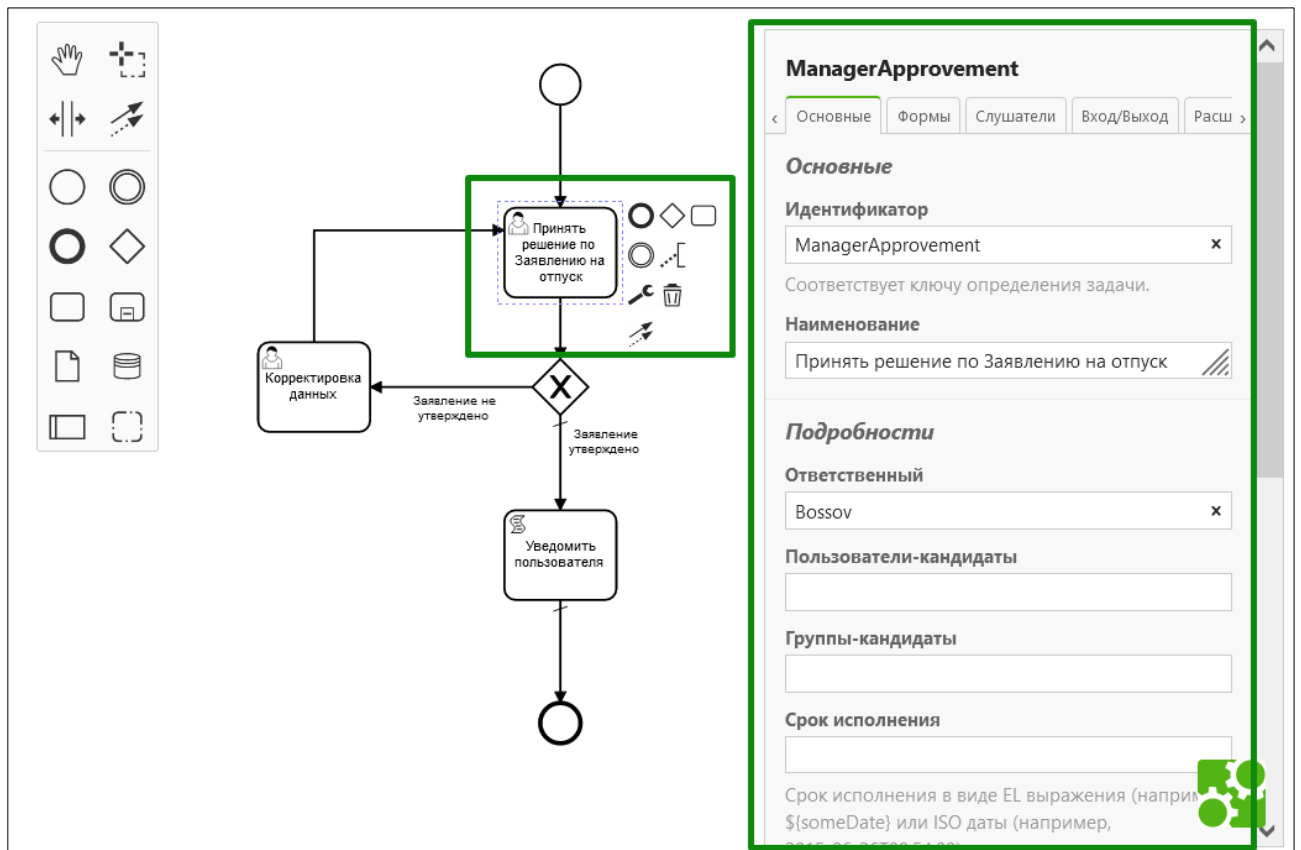 Принять
решение по
Заявлению на
отпуск
Корректировка
данных
Заявление не
утверждено
Заявление
утверждено
Уведомить
пользователя
ManagerApprovement
‹ Основные Формы Слушатели Вход/Выход Расш ›
Основные
Идентификатор
ManagerApprovement
Соответствует ключу определения задачи.
Наименование
Принять решение по Заявлению на отпуск
Подробности
Ответственный
Bossov
Пользователи-кандидаты
Группы-кандидаты
Срок исполнения
Срок исполнения в виде EL выражения (наприм
${someDate} или ISO даты (например,